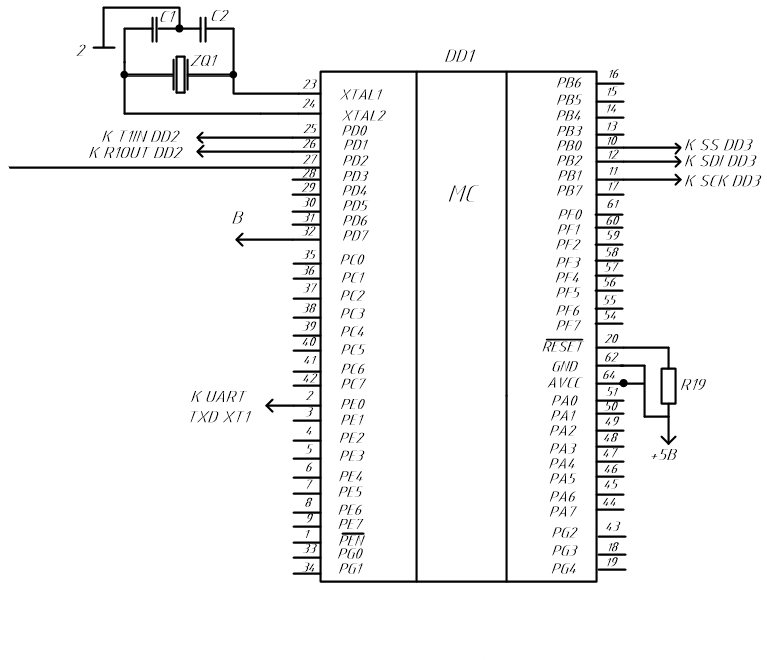 C1 C2
2 ZQ1
DD1
MC
23 XTAL1
24 XTAL2
К T1IN DD2 25 PD0
К R1OUT DD2 26 PD1
27 PD2
28 PD3
29 PD4
30 PD5
31 PD6
В 32 PD7
35 PC0
36 PC1
37 PC2
38 PC3
39 PC4
40 PC5
41 PC6
42 PC7
К UART
TXD XT1
2 PE0
3 PE1
4 PE2
5 PE3
6 PE4
7 PE5
8 PE6
9 PE7
1 PEN
33 PG0
34 PG1
PB6 16
PB5 15
PB4 14
PB3 13
PB0 10 К SS DD3
PB2 12 К SDI DD3
PB1 11 К SCK DD3
PB7 17
PF0 61
PF1 60
PF2 59
PF3 58
PF4 57
PF5 56
PF6 55
PF7 54
RESET 20
GND 62
AVCC 64
R19
+5В
PA0 51
PA1 50
PA2 49
PA3 48
PA4 47
PA5 46
PA6 45
PA7 44
PG2 43
PG3 18
PG4 19